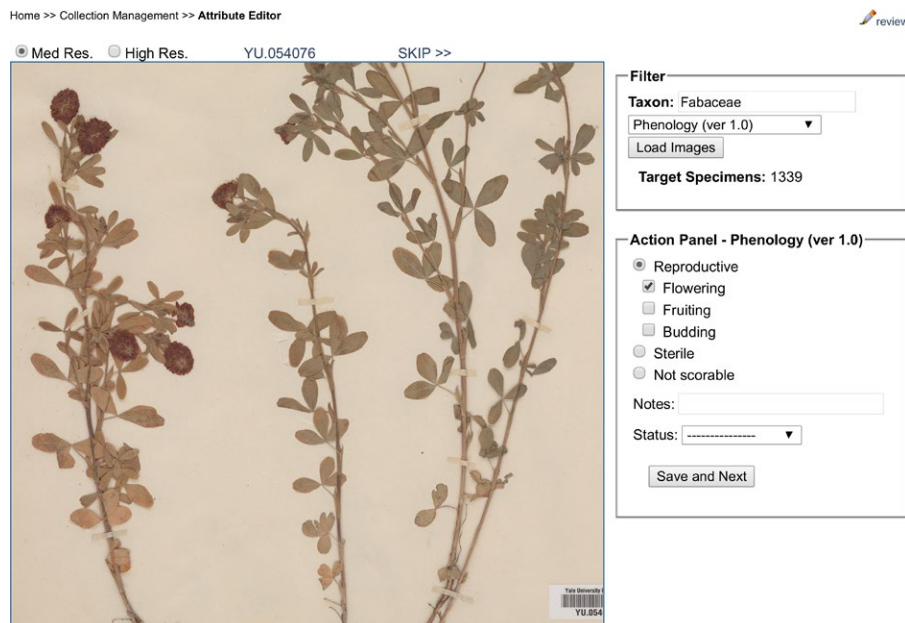 Home >> Collection Management >> Attribute Editor
review
Med Res. High Res. YU.054076 SKIP >>
Filter
Taxon: Fabaceae
Phenology (ver 1.0)
Load Images
Target Specimens: 1339
Action Panel - Phenology (ver 1.0)
Reproductive
Flowering
Fruiting
Budding
Sterile
Not scorable
Notes:
Status: ---------------
Save and Next
Yale University
YU.054